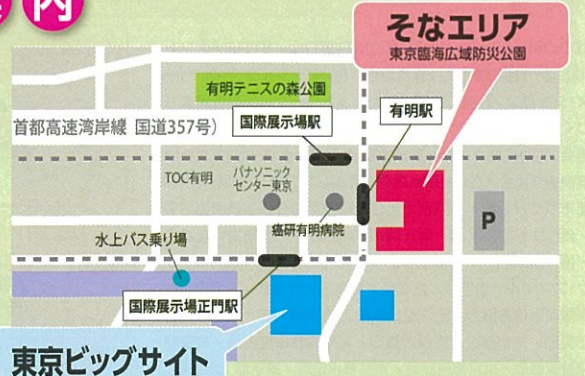 内
そなエリア
東京臨海広域防災公園
有明テニスの森公園
有明駅
首都高速湾岸線 国道357号)
国際展示場駅
TOC有明
パナソニック
センター東京
P
癌研有明病院
水上バス乗り場
国際展示場正門駅
東京ビッグサイト